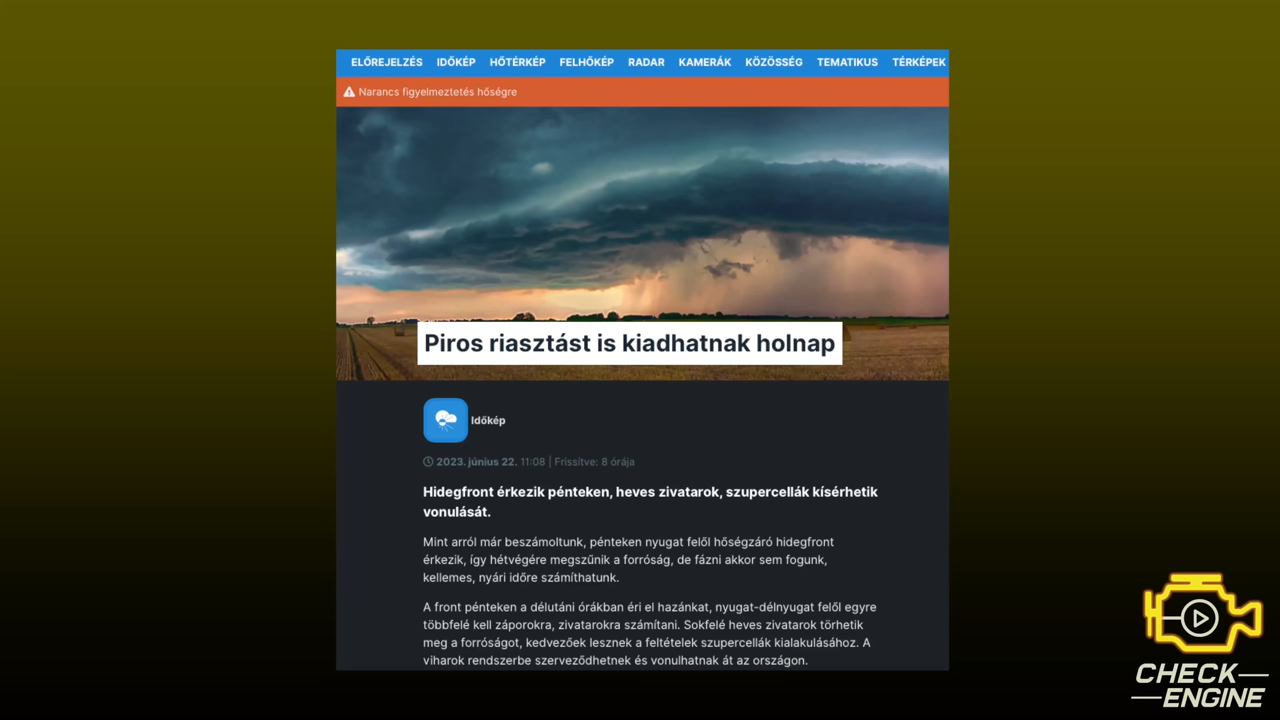 ELŐREJELZÉS IDŐKÉP HŐTÉRKÉP FELHŐKÉP RADAR KAMERÁK KÖZÖSSÉG TEMATIKUS TÉRKÉPEK
Narancs figyelmeztetés hőségre
Piros riasztást is kiadhatnak holnap
Időkép
2023. június 22. 11:08 | Frissítve: 8 órája
Hidegfront érkezik pénteken, heves zivatarok, szupercellák kísérhetik
vonulását.
Mint arról már beszámoltunk, pénteken nyugat felől hőségzáró hidegfront
érkezik, így hétvégére megszűnik a forróság, de fázni akkor sem fogunk,
kellemes, nyári időre számíthatunk.
A front pénteken a délutáni órákban éri el hazánkat, nyugat-délnyugat felől egyre
többfelé kell záporokra, zivatarokra számítani. Sokfelé heves zivatarok törhetik
meg a forróságot, kedvezőek lesznek a feltételek szupercellák kialakulásához. A
viharok rendszerbe szerveződhetnek és vonulhatnak át az országon.
CHECK
ENGINE